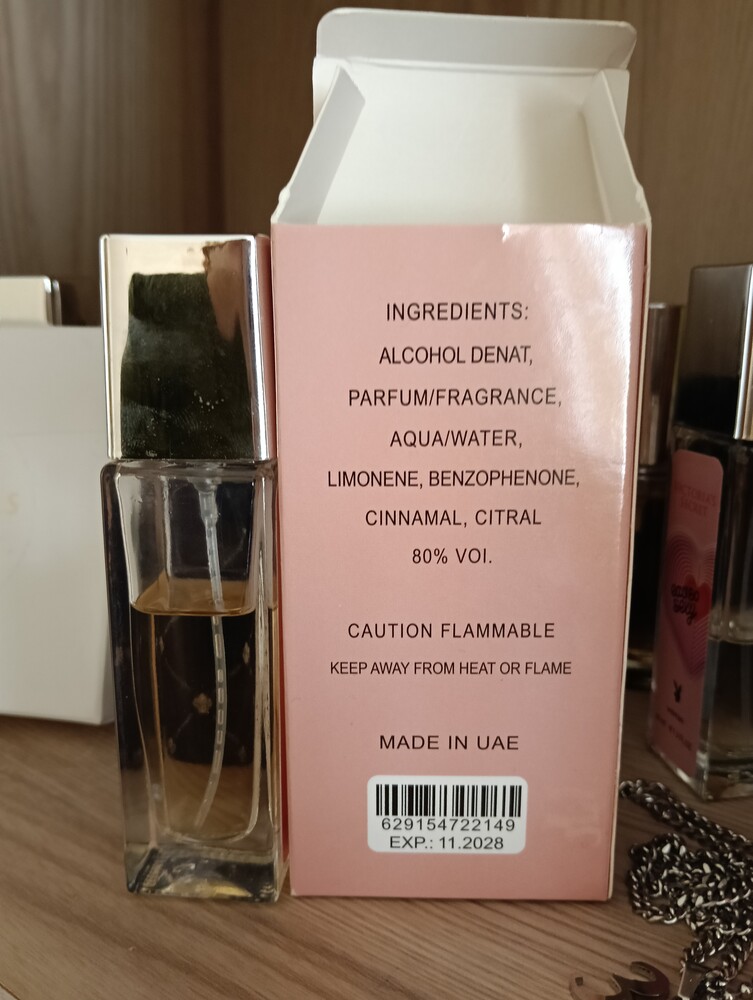 INGREDIENTS:
ALCOHOL DENAT,
PARFUM/FRAGRANCE,
AQUA/WATER,
LIMONENE, BENZOPHENONE,
CINNAMAL, CITRAL
80% VOI.
CAUTION FLAMMABLE
KEEP AWAY FROM HEAT OR FLAME
MADE IN UAE
629154722149
EXP.: 11.2028